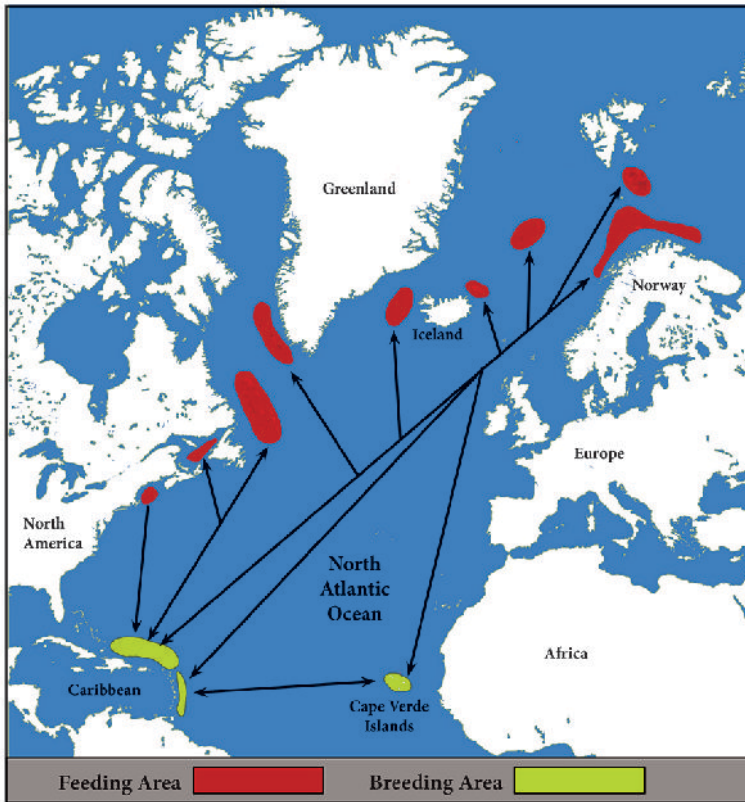 Greenland
Norway
Iceland
Europe
North
America
North
Atlantic
Ocean
Africa
Caribbean
Cape Verde
Islands
Feeding Area
Breeding Area